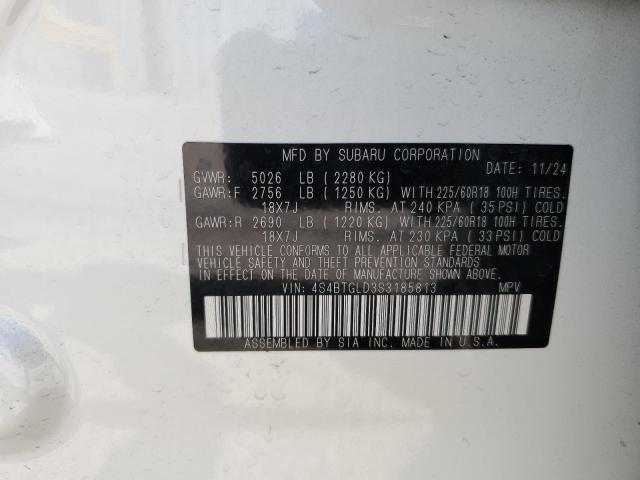 MFD BY SUBARU CORPORATION
DATE: 11/24
GVWR: 5026 LB (2280 KG)
GAWR:F 2756 LB (1250 KG) WITH 225/60R18 100H TIRES.
18X7J RIMS. AT 240 KPA (35 PSI) COLD
GAWR:R 2690 LB (1220 KG) WITH 225/60R18 100H TIRES.
18X7J RIMS. AT 230 KPA (33 PSI) COLD
THIS VEHICLE CONFORMS TO ALL APPLICABLE FEDERAL MOTOR
VEHICLE SAFETY AND THEFT PREVENTION STANDARDS IN EFFECT
ON THE DATE OF MANUFACTURE SHOWN ABOVE.
VIN: 4S4BTGLD3S3185813 MPV
ASSEMBLED BY SIA INC. MADE IN U.S.A.